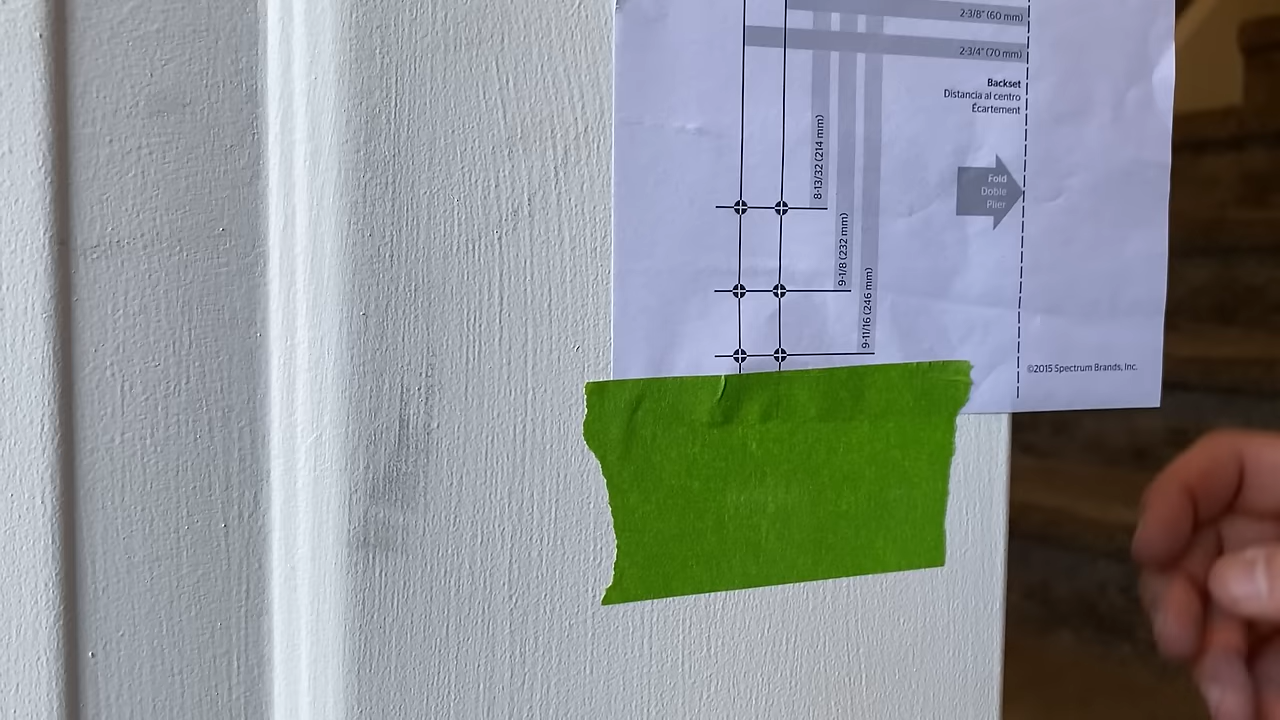 2-3/8" (60 mm)
2-3/4" (70 mm)
Backset
Distancia al centro
Écartement
8-13/32 (214 mm)
Fold
Doble
Plier
9-1/8 (232 mm)
9-11/16 (246 mm)
©2015 Spectrum Brands, Inc.